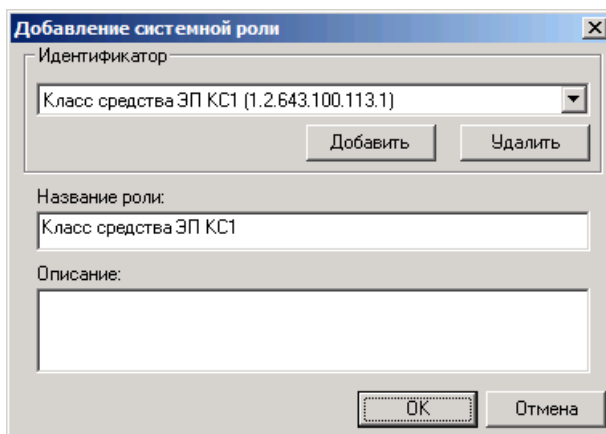 Добавление системной роли
Идентификатор
Класс средства ЭП КС1 (1.2.643.100.113.1)
Добавить Удалить
Название роли:
Класс средства ЭП КС1
Описание:
OK Отмена